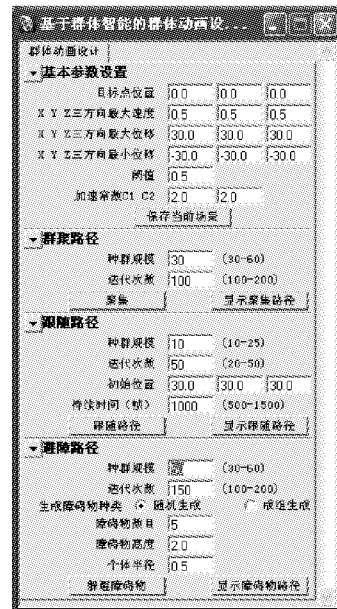 基于群体智能的群体动画设...
群体动画设计
基本参数设置
目标点位置 0.0 0.0 0.0
X Y Z三方向最大速度 0.5 0.5 0.5
X Y Z三方向最大位移 30.0 30.0 30.0
X Y Z三方向最小位移 -30.0 -30.0 -30.0
阈值 0.5
加速常数C1 C2 2.0 2.0
保存当前场景
群聚路径
种群规模 30 (30-60)
迭代次数 100 (100-200)
聚集 显示聚集路径
跟随路径
种群规模 10 (10-25)
迭代次数 50 (20-50)
初始位置 30.0 30.0 30.0
持续时间（帧） 1000 (500-1500)
跟随路径 显示跟随路径
避障路径
种群规模 (30-60)
迭代次数 150 (100-200)
生成障碍物种类 随机生成 成组生成
障碍物数目 5
障碍物高度 2.0
个体半径 0.5
躲避障碍物 显示障碍物路径